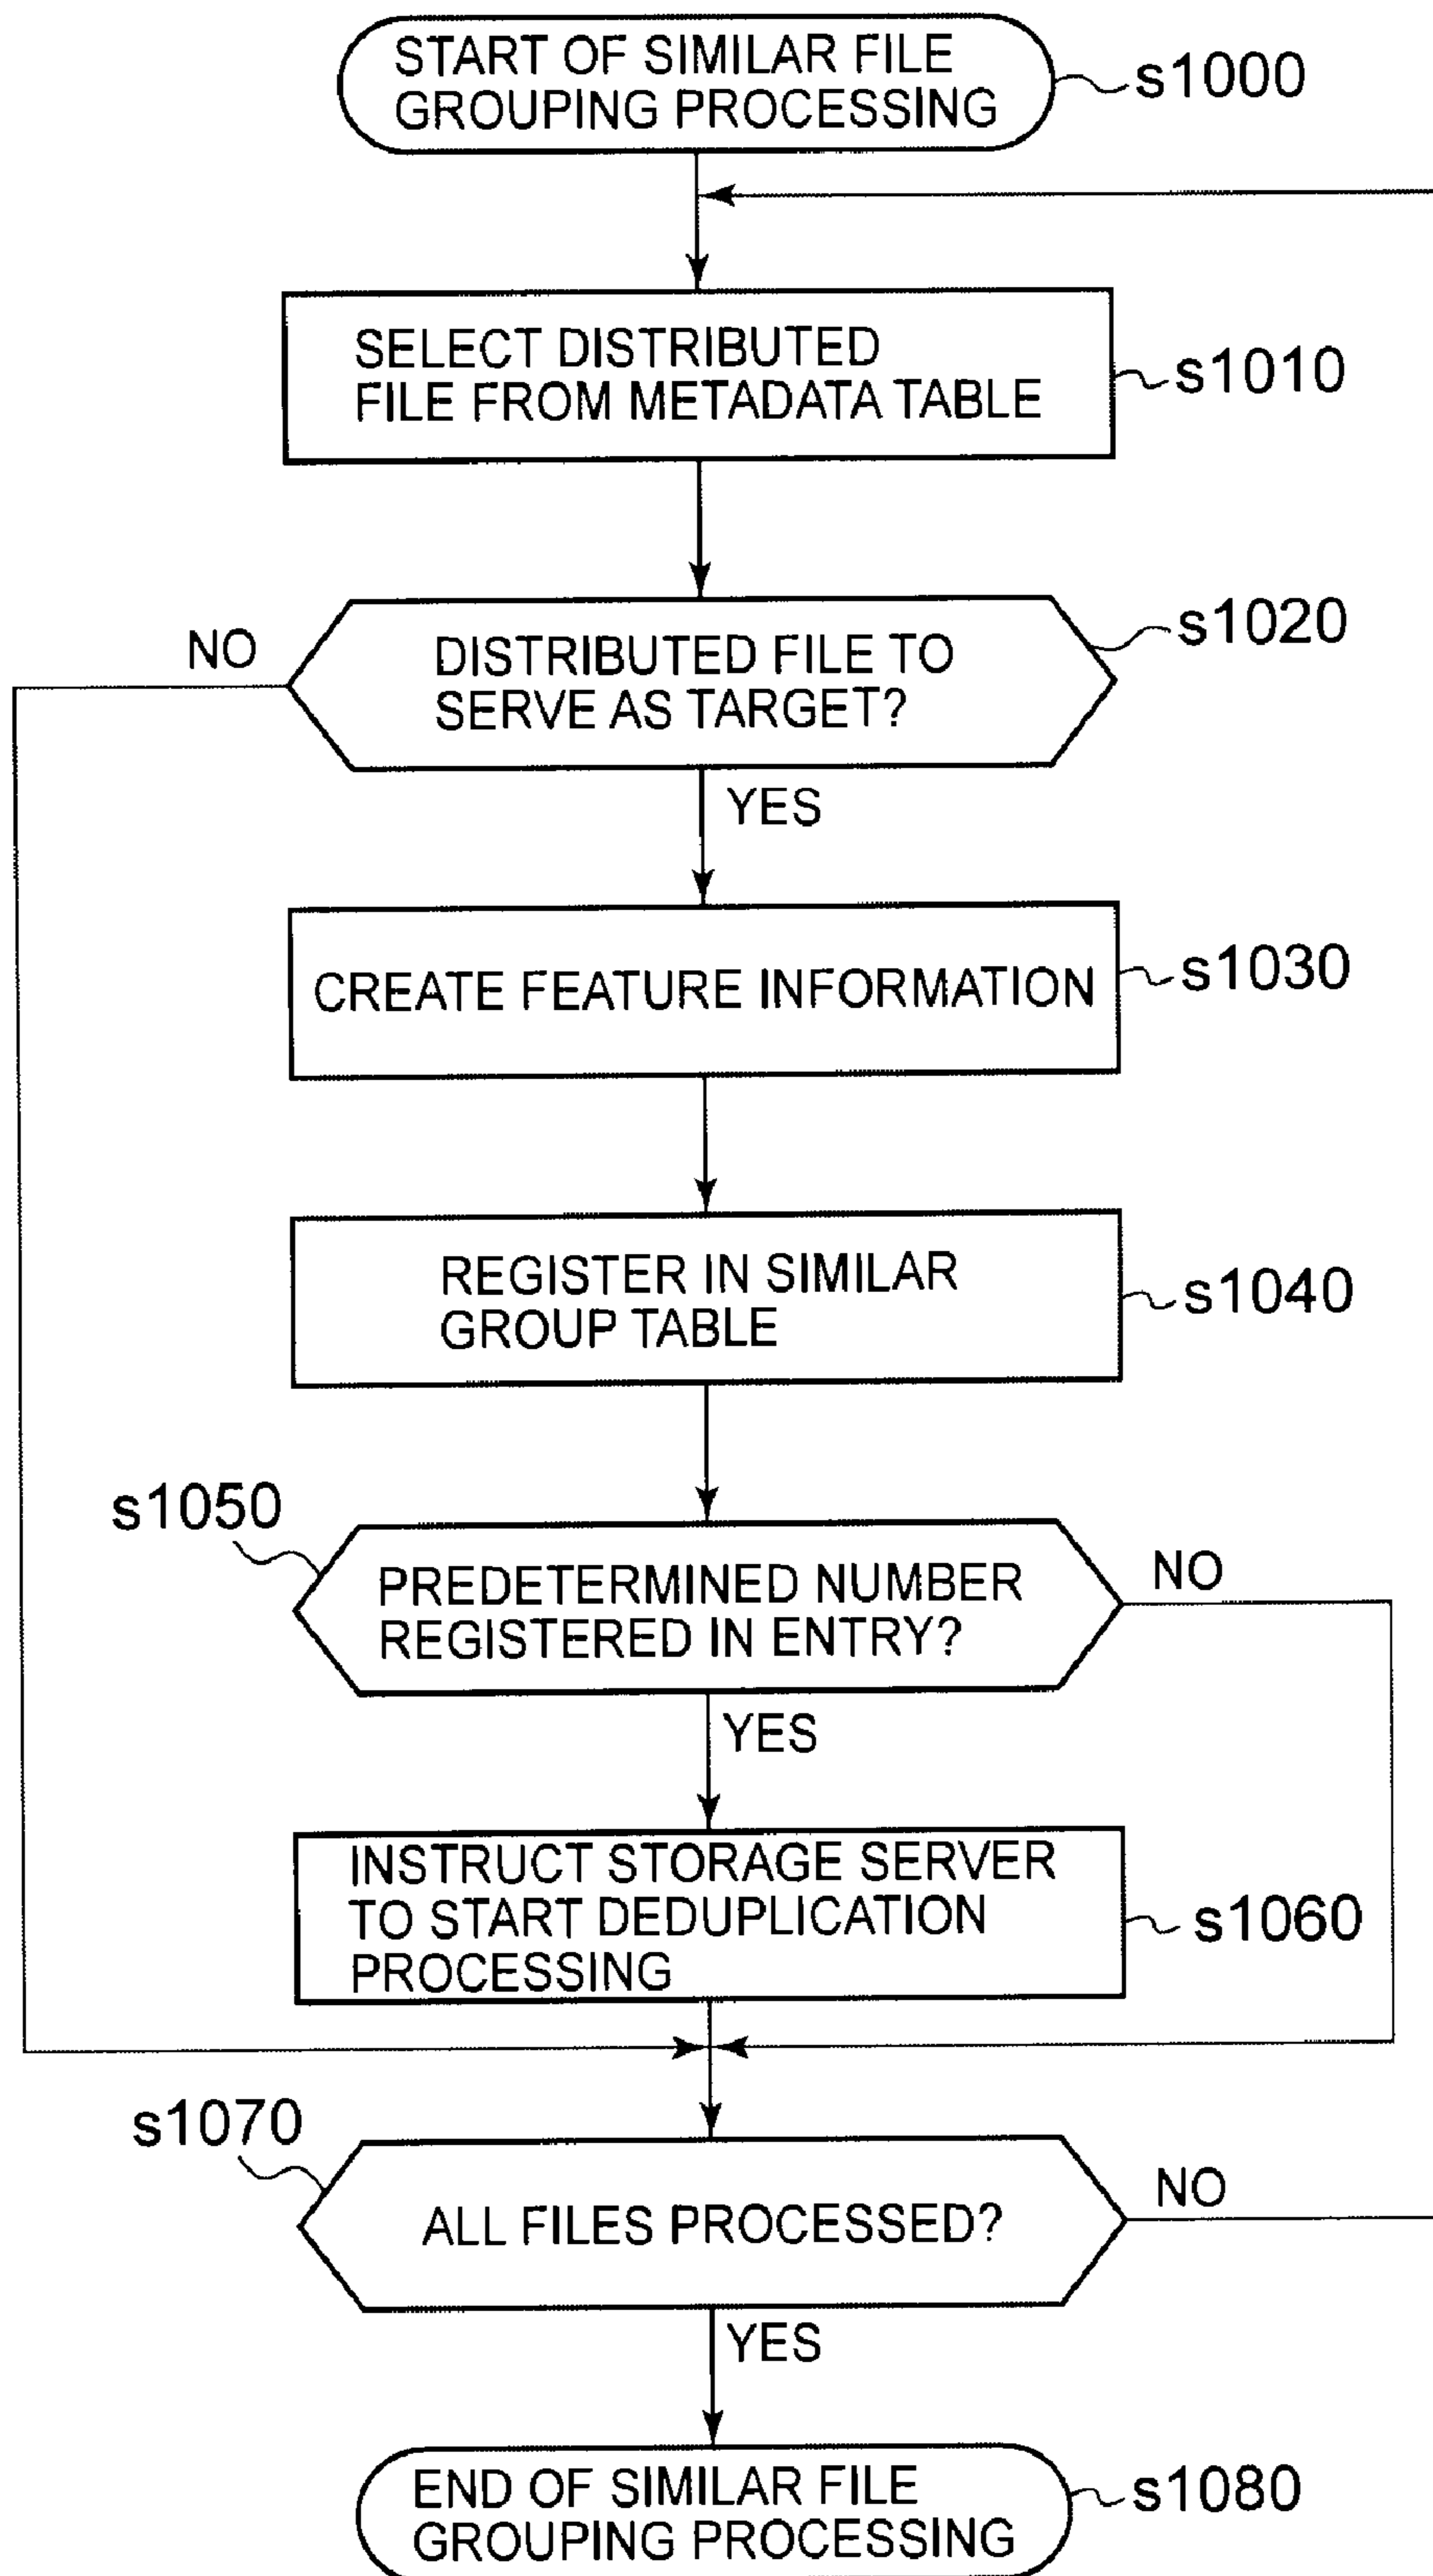 START OF SIMILAR FILE
GROUPING PROCESSING
s1000
SELECT DISTRIBUTED
FILE FROM METADATA TABLE
s1010
NO
DISTRIBUTED FILE TO
SERVE AS TARGET?
s1020
YES
CREATE FEATURE INFORMATION
s1030
REGISTER IN SIMILAR
GROUP TABLE
s1040
s1050
PREDETERMINED NUMBER
REGISTERED IN ENTRY?
NO
YES
INSTRUCT STORAGE SERVER
TO START DEDUPLICATION
PROCESSING
s1060
s1070
ALL FILES PROCESSED?
NO
YES
END OF SIMILAR FILE
GROUPING PROCESSING
s1080